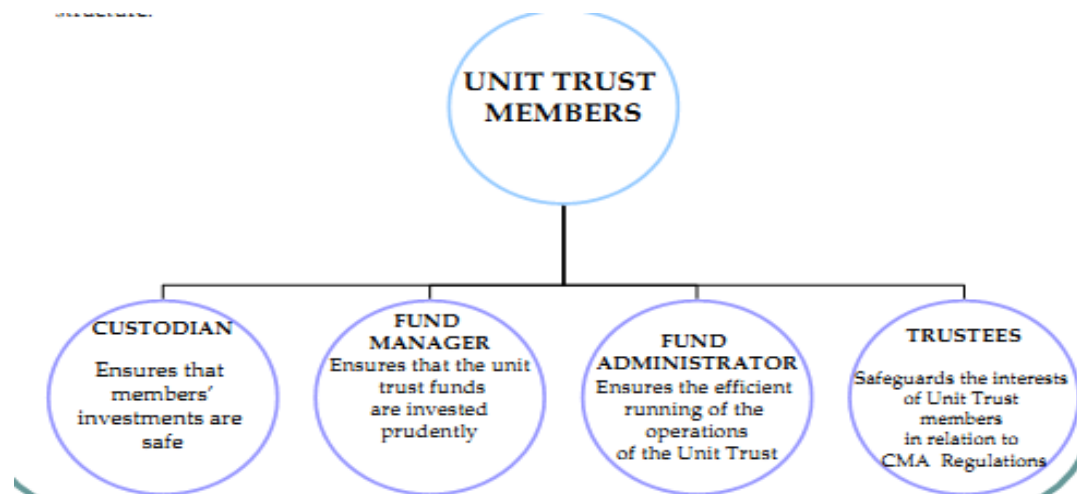 UNIT TRUST
MEMBERS
CUSTODIAN
Ensures that
members'
investments are
safe
FUND
MANAGER
Ensures that the unit
trust funds
are invested
prudently
FUND
ADMINISTRATOR
Ensures the efficient
running of the
operations
of the Unit Trust
TRUSTEES
Safeguards the interests
of Unit Trust
members
in relation to
CMA Regulations